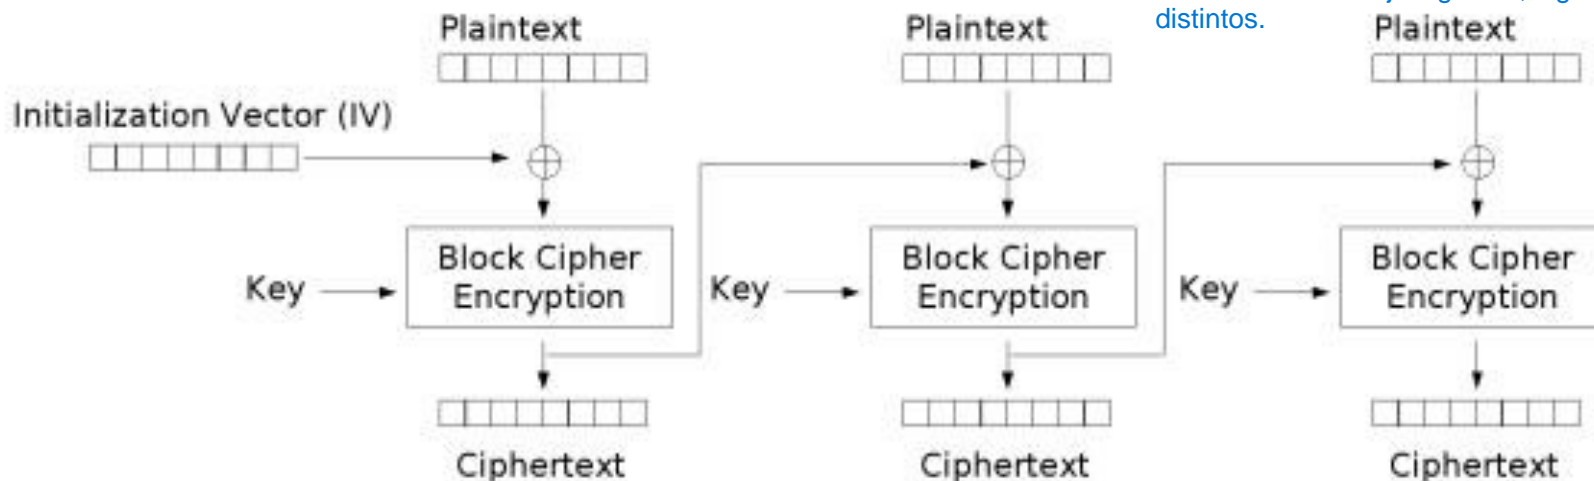 distintos.
Plaintext
Plaintext
Plaintext
Initialization Vector (IV)
Key
Block Cipher
Encryption
Key
Block Cipher
Encryption
Key
Block Cipher
Encryption
Ciphertext
Ciphertext
Ciphertext